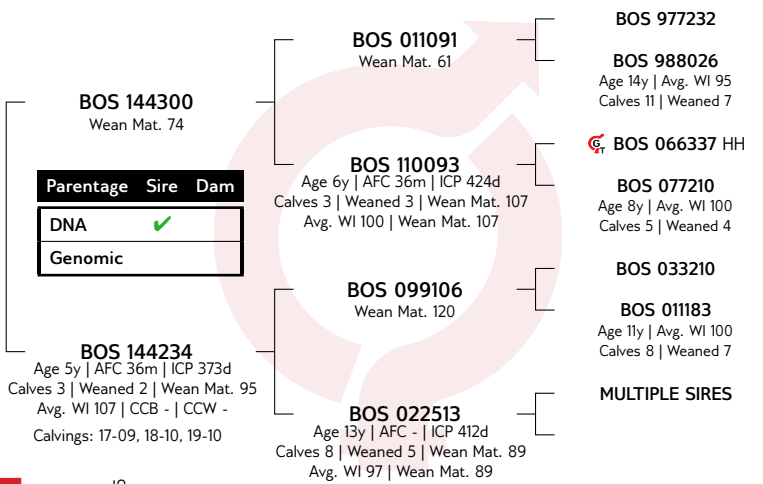 BOS 144300
Wean Mat. 74
Parentage Sire Dam
DNA ✔
Genomic
BOS 144234
Age 5y | AFC 36m | ICP 373d
Calves 3 | Weaned 2 | Wean Mat. 95
Avg. WI 107 | CCB - | CCW -
Calvings: 17-09, 18-10, 19-10
BOS 011091
Wean Mat. 61
BOS 110093
Age 6y | AFC 36m | ICP 424d
Calves 3 | Weaned 3 | Wean Mat. 107
Avg. WI 100 | Wean Mat. 107
BOS 099106
Wean Mat. 120
BOS 022513
Age 13y | AFC - | ICP 412d
Calves 8 | Weaned 5 | Wean Mat. 89
Avg. WI 97 | Wean Mat. 89
BOS 977232
BOS 988026
Age 14y | Avg. WI 95
Calves 11 | Weaned 7
GT BOS 066337 HH
BOS 077210
Age 8y | Avg. WI 100
Calves 5 | Weaned 4
BOS 033210
BOS 011183
Age 11y | Avg. WI 100
Calves 8 | Weaned 7
MULTIPLE SIRES